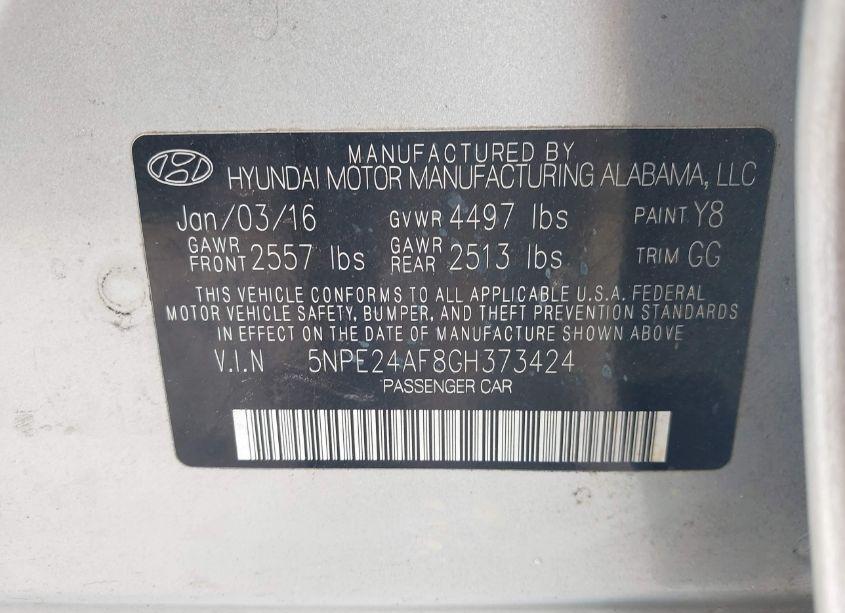 MANUFACTURED BY
HYUNDAI MOTOR MANUFACTURING ALABAMA, LLC
Jan/03/16 GVWR 4497 lbs PAINT Y8
GAWR FRONT 2557 lbs GAWR REAR 2513 lbs TRIM GG
THIS VEHICLE CONFORMS TO ALL APPLICABLE U.S.A. FEDERAL
MOTOR VEHICLE SAFETY, BUMPER, AND THEFT PREVENTION STANDARDS
IN EFFECT ON THE DATE OF MANUFACTURE SHOWN ABOVE
V.I.N 5NPE24AF8GH373424
PASSENGER CAR